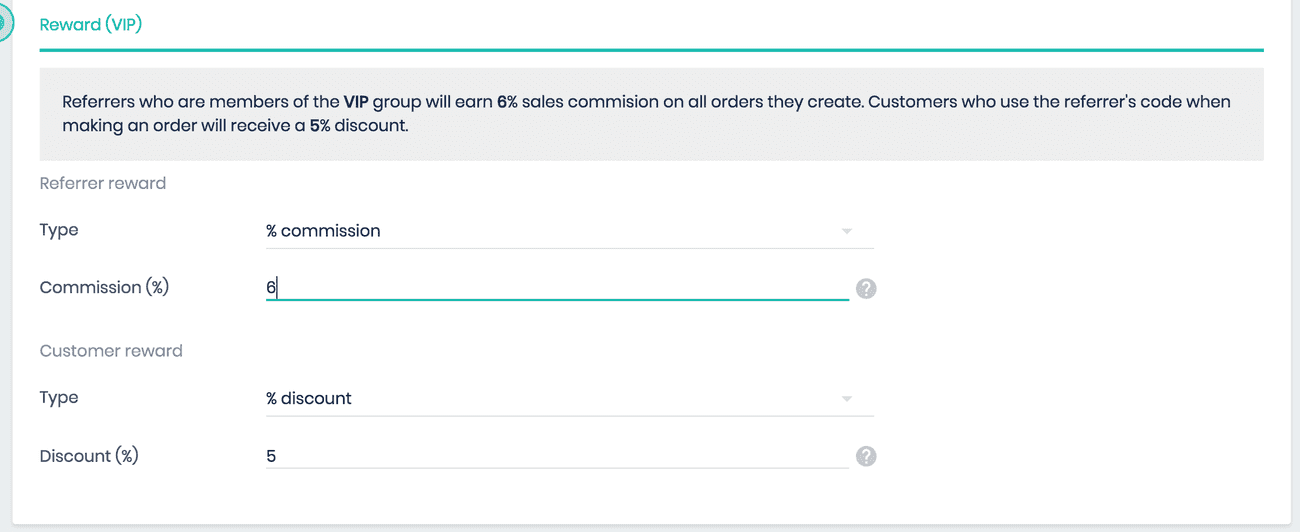 Reward (VIP)
Referrers who are members of the VIP group will earn 6% sales commision on all orders they create. Customers who use the referrer's code when
making an order will receive a 5% discount.
Referrer reward
Type
% commission
Commission (%)
6
?
Customer reward
Type
% discount
Discount (%)
5
?